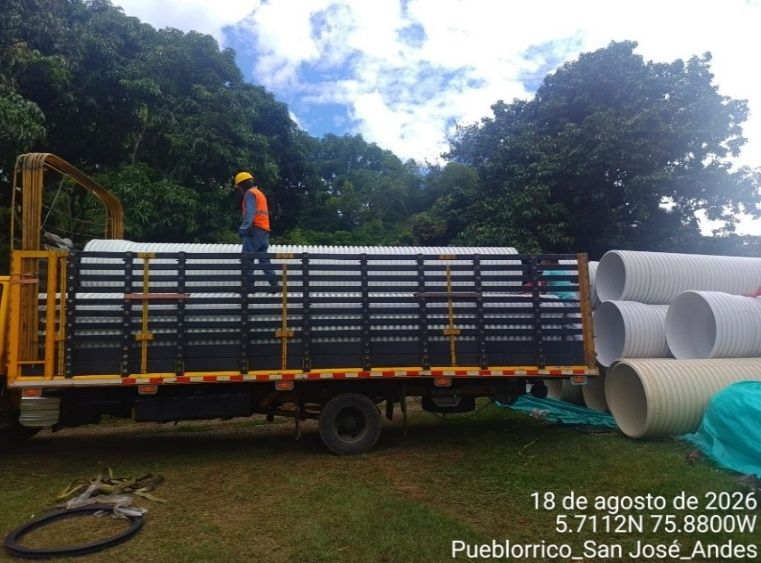 18 de agosto de 2026
5.7112N 75.8800W
Pueblorrico_San José_Andes